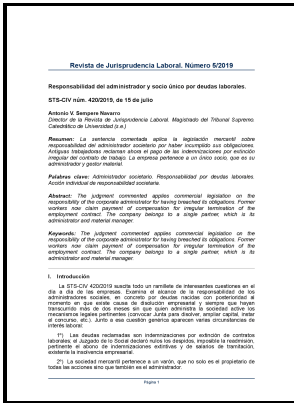 Revista de Jurisprudencia Laboral. Número 5/2019
Responsabilidad del administrador y socio único por deudas laborales.
STS-CIV núm. 420/2019, de 15 de julio
Antonio V. Sempere Navarro
Director de la Revista de Jurisprudencia Laboral. Magistrado del Tribunal Supremo.
Catedrático de Universidad (s.e.)
Resumen: La sentencia comentada aplica la legislación mercantil sobre
responsabilidad del administrador societario por haber incumplido sus obligaciones.
Antiguas trabajadoras reclaman ahora el pago de las indemnizaciones por extinción
irregular del contrato de trabajo. La empresa pertenece a un único socio, que es su
administrador y gestor material.
Palabras clave: Administrador societario. Responsabilidad por deudas laborales.
Acción individual de responsabilidad societaria.
Abstract: The judgment commented applies commercial legislation on the
responsibility of the corporate administrator for having breached its obligations. Former
workers now claim payment of compensation for irregular termination of the
employment contract. The company belongs to a single partner, which is its
administrator and material manager.
Keywords: The judgment commented applies commercial legislation on the
responsibility of the corporate administrator for having breached its obligations. Former
workers now claim payment of compensation for irregular termination of the
employment contract. The company belongs to a single partner, which is its
administrator and material manager.
I. Introducción
La STS-CIV 420/2019 suscita todo un ramillete de interesantes cuestiones en el
día a día de las empresas. Examina el alcance de la responsabilidad de los
administradores sociales, en concreto por deudas nacidas con posterioridad al
momento en que existe causa de disolución empresarial y siempre que hayan
transcurrido más de dos meses sin que quien administra la sociedad active los
mecanismos legales pertinentes (convocar Junta para disolver, ampliar capital, instar
el concurso, etc.). Junto a esa cuestión genérica aparecen varias circunstancias de
interés laboral:
1ª) Las deudas reclamadas son indemnizaciones por extinción de contratos
laborales; el Juzgado de lo Social declaró nulos los despidos, imposible la readmisión,
pertinente el abono de indemnizaciones extintivas y de salarios de tramitación,
existente la insolvencia empresarial.
2ª) La sociedad mercantil pertenece a un varón, que no solo es el propietario de
todas las acciones sino que también es el administrador.
Página 1